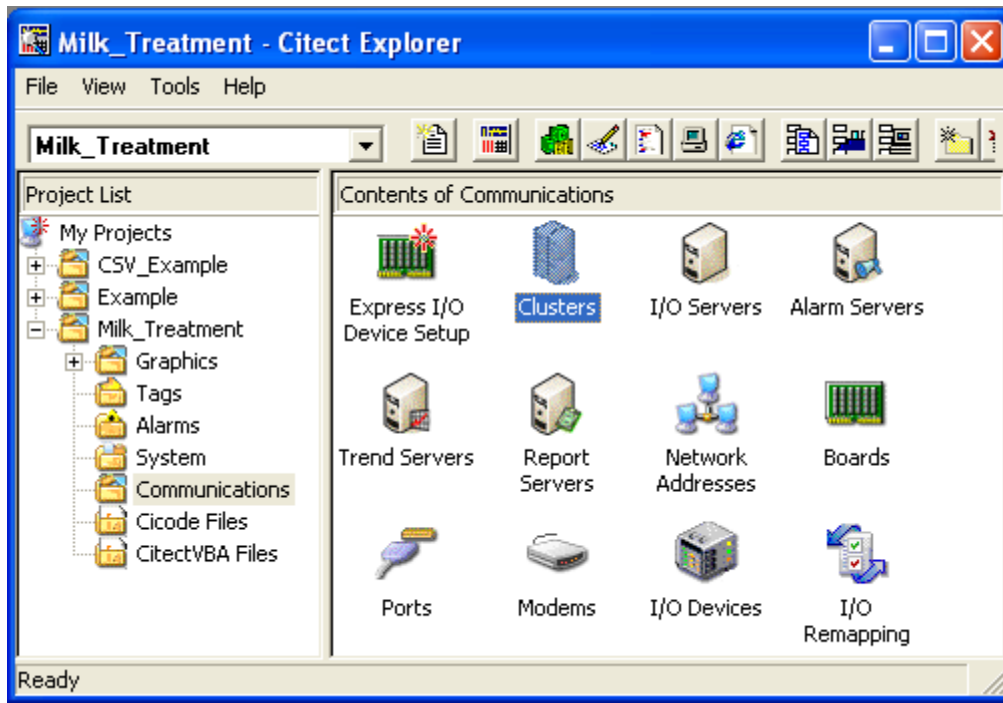 Milk_Treatment - Citect Explorer
File View Tools Help
Milk_Treatment
Project List
Contents of Communications
My Projects
CSV_Example
Example
Milk_Treatment
Graphics
Tags
Alarms
System
Communications
Cicode Files
CitectVBA Files
Express I/O
Device Setup
Clusters
I/O Servers
Alarm Servers
Trend Servers
Report
Servers
Network
Addresses
Boards
Ports
Modems
I/O Devices
I/O
Remapping
Ready